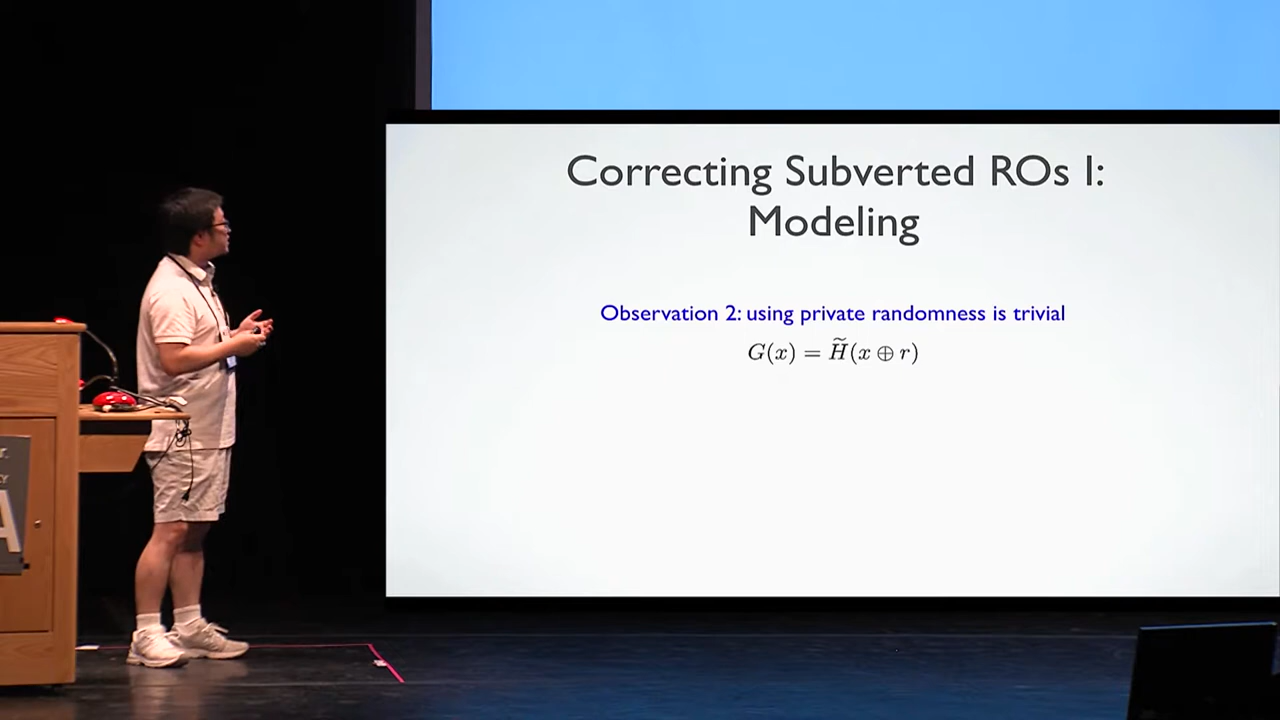 Correcting Subverted ROs I:
Modeling
Observation 2: using private randomness is trivial
G(x) = H̃(x ⊕ r)